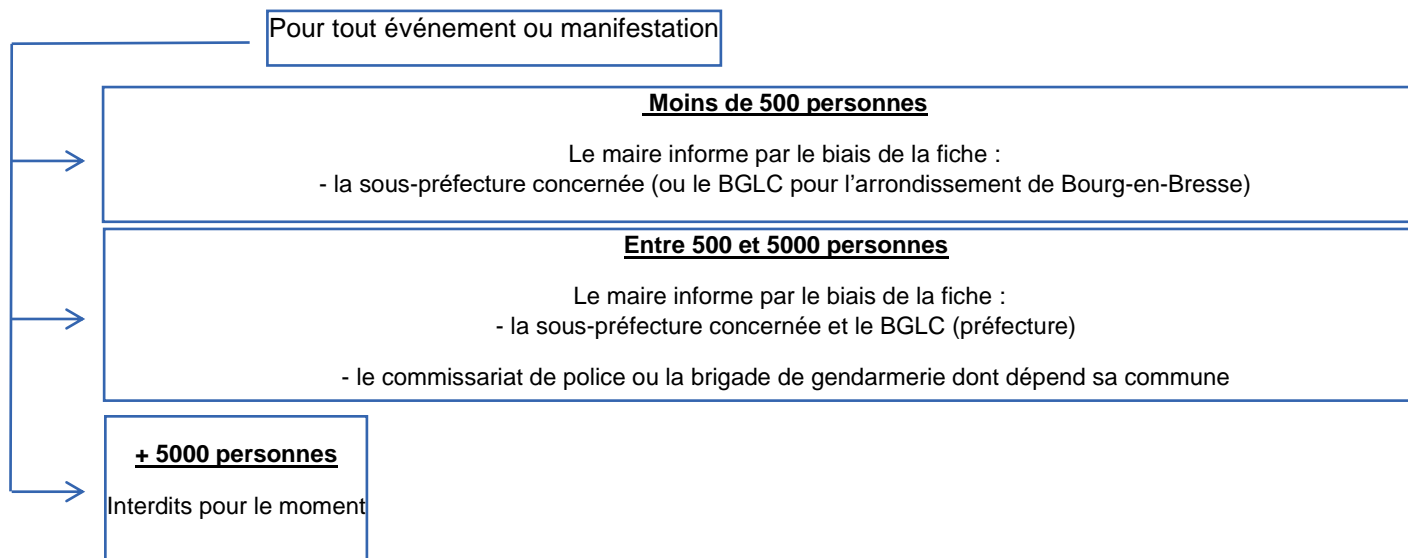 Pour tout événement ou manifestation
Moins de 500 personnes
Le maire informe par le biais de la fiche :
- la sous-préfecture concernée (ou le BGLC pour l’arrondissement de Bourg-en-Bresse)
Entre 500 et 5000 personnes
Le maire informe par le biais de la fiche :
- la sous-préfecture concernée et le BGLC (préfecture)
- le commissariat de police ou la brigade de gendarmerie dont dépend sa commune
+ 5000 personnes
Interdits pour le moment